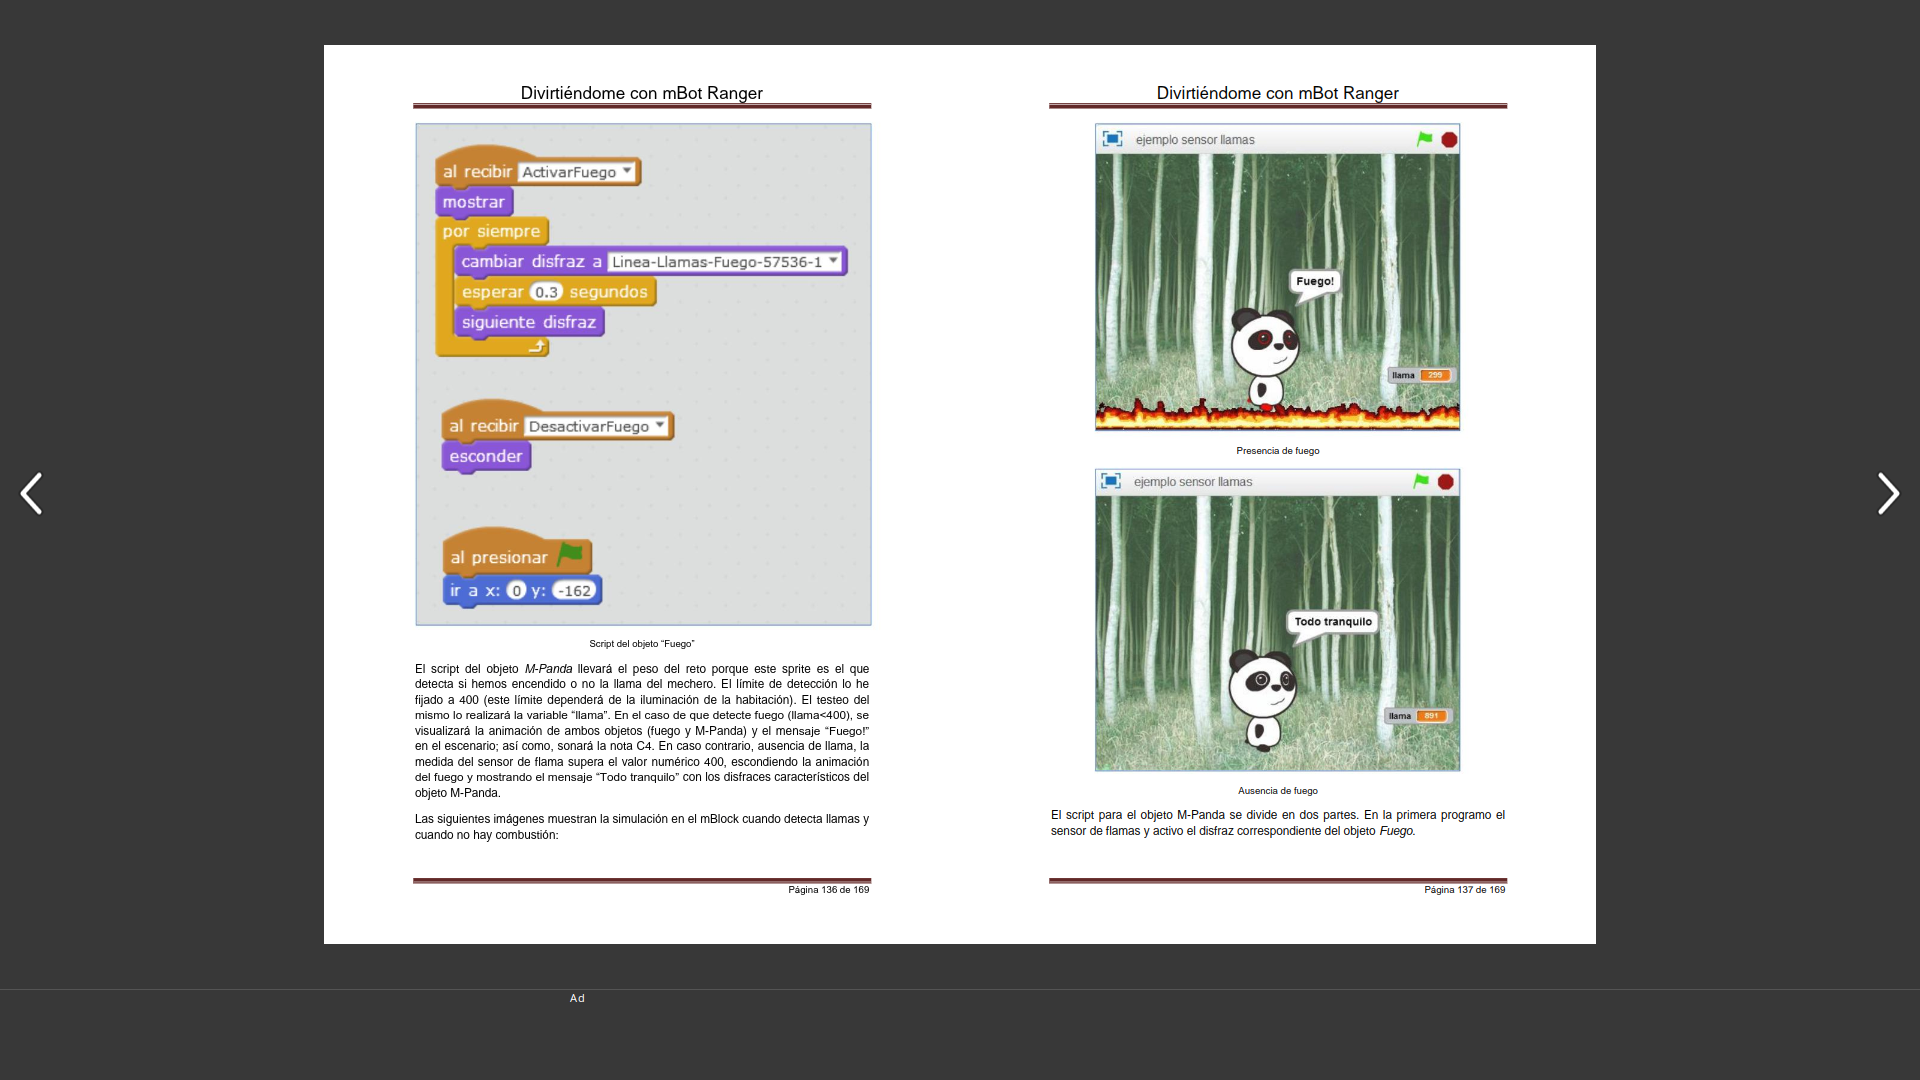 Divirtiéndome con mBot Ranger
al recibir ActivarFuego
mostrar
por siempre
cambiar disfraz a Linea-Llamas-Fuego-57536-1
esperar 0.3 segundos
siguiente disfraz
al recibir DesactivarFuego
esconder
al presionar
ir a x: 0 y: -162
Script del objeto “Fuego”
El script del objeto M-Panda llevará el peso del reto porque este sprite es el que
detecta si hemos encendido o no la llama del mechero. El límite de detección lo he
fijado a 400 (este límite dependerá de la iluminación de la habitación). El testeo del
mismo lo realizará la variable “llama”. En el caso de que detecte fuego (llama<400), se
visualizará la animación de ambos objetos (fuego y M-Panda) y el mensaje “Fuego!”
en el escenario; así como, sonará la nota C4. En caso contrario, ausencia de llama, la
medida del sensor de flama supera el valor numérico 400, escondiendo la animación
del fuego y mostrando el mensaje “Todo tranquilo” con los disfraces característicos del
objeto M-Panda.
Las siguientes imágenes muestran la simulación en el mBlock cuando detecta llamas y
cuando no hay combustión:
Página 136 de 169
Divirtiéndome con mBot Ranger
ejemplo sensor llamas
Fuego!
llama 299
Presencia de fuego
ejemplo sensor llamas
Todo tranquilo
llama 891
Ausencia de fuego
El script para el objeto M-Panda se divide en dos partes. En la primera programo el
sensor de flamas y activo el disfraz correspondiente del objeto Fuego.
Página 137 de 169
Ad